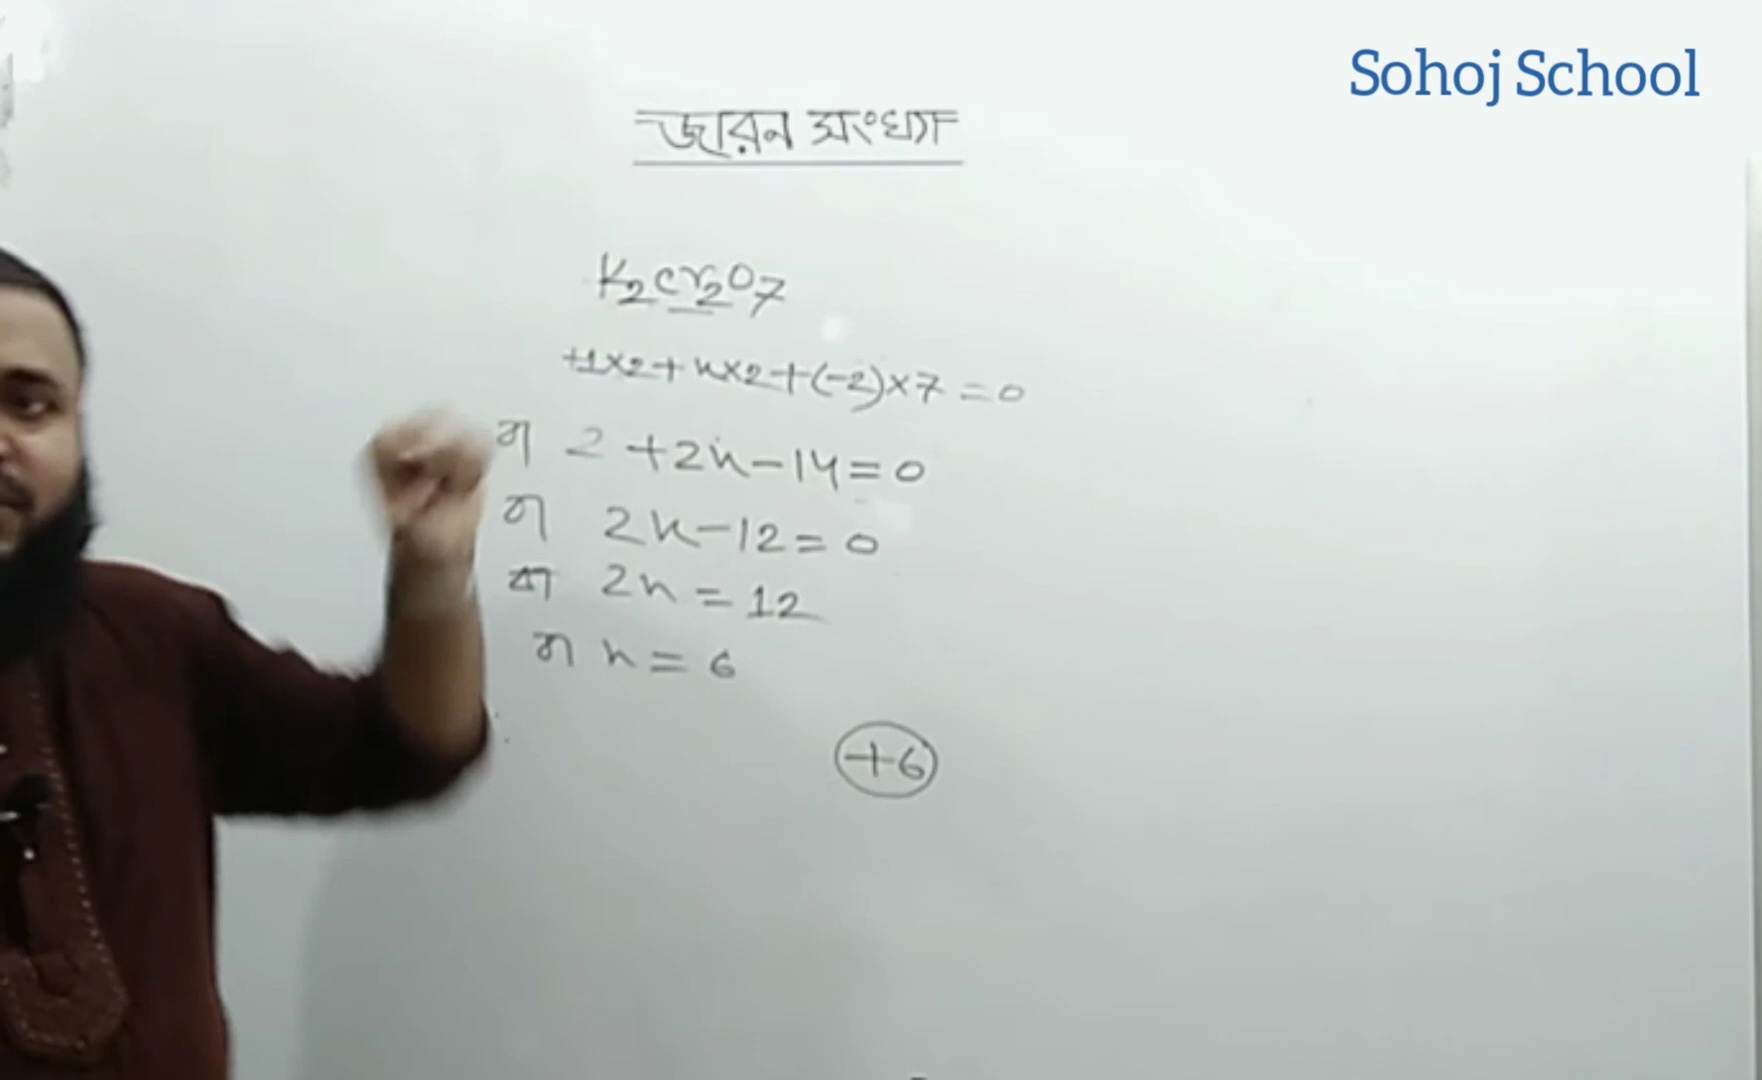 Sohoj School
জারন সংখ্যা
K₂Cr₂O₇
+1×2+x×2+(-2)×7=0
বা 2+2x-14=0
বা 2x-12=0
বা 2x=12
বা x=6
+6